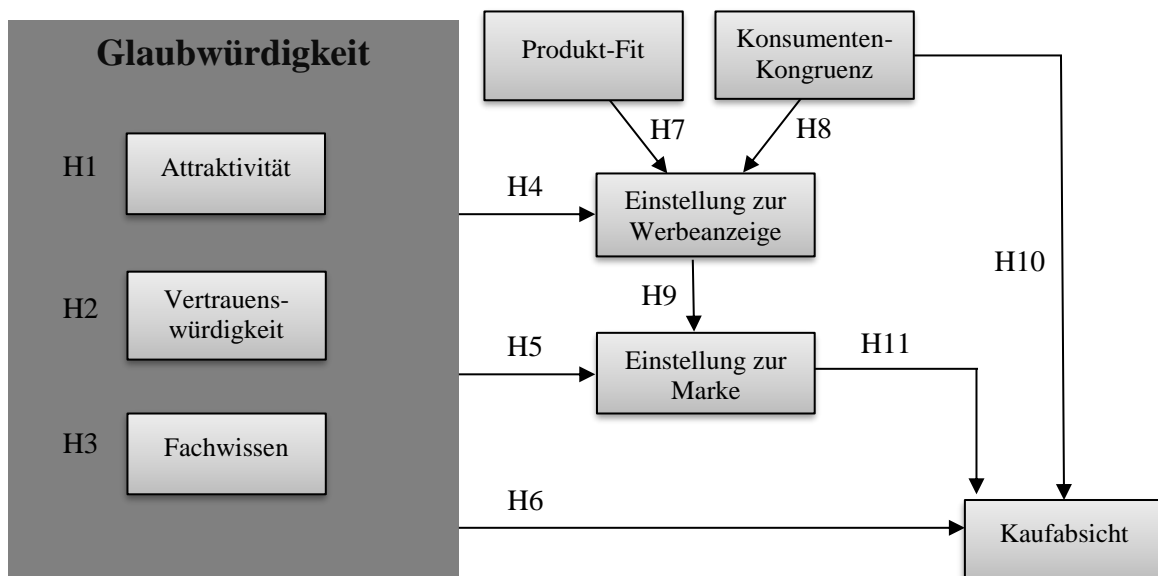 Glaubwürdigkeit
H1
Attraktivität
H2
Vertrauens-
würdigkeit
H3
Fachwissen
Produkt-Fit
Konsumenten-
Kongruenz
H7
H8
H4
Einstellung zur
Werbeanzeige
H10
H9
H5
Einstellung zur
Marke
H11
H6
Kaufabsicht